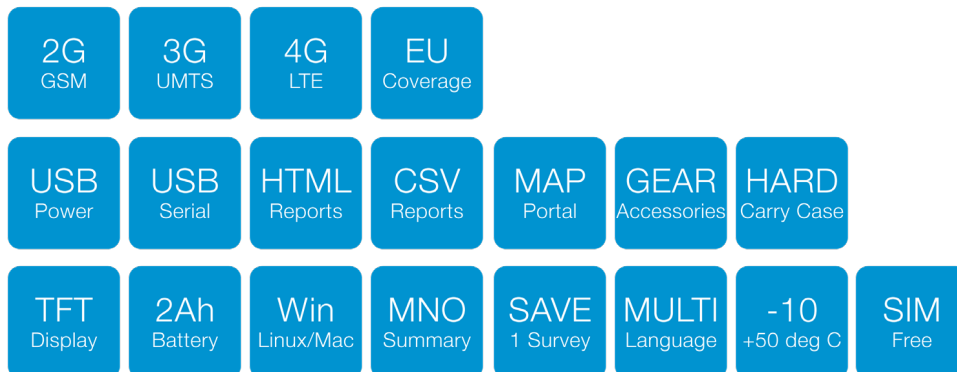 2G 3G 4G EU
GSM UMTS LTE Coverage
USB USB HTML CSV MAP GEAR HARD
Power Serial Reports Reports Portal Accessories Carry Case
TFT 2Ah Win MNO SAVE MULTI -10 SIM
Display Battery Linux/Mac Summary 1 Survey Language +50 deg C Free